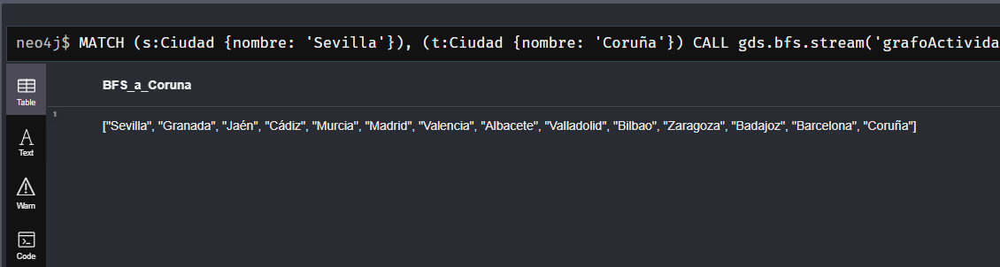 neo4j$ MATCH (s:Ciudad {nombre: 'Sevilla'}), (t:Ciudad {nombre: 'Coruña'}) CALL gds.bfs.stream('grafoActivida
Table
BFS_a_Coruna
1
["Sevilla", "Granada", "Jaén", "Cádiz", "Murcia", "Madrid", "Valencia", "Albacete", "Valladolid", "Bilbao", "Zaragoza", "Badajoz", "Barcelona", "Coruña"]
A
Text
Warn
Code